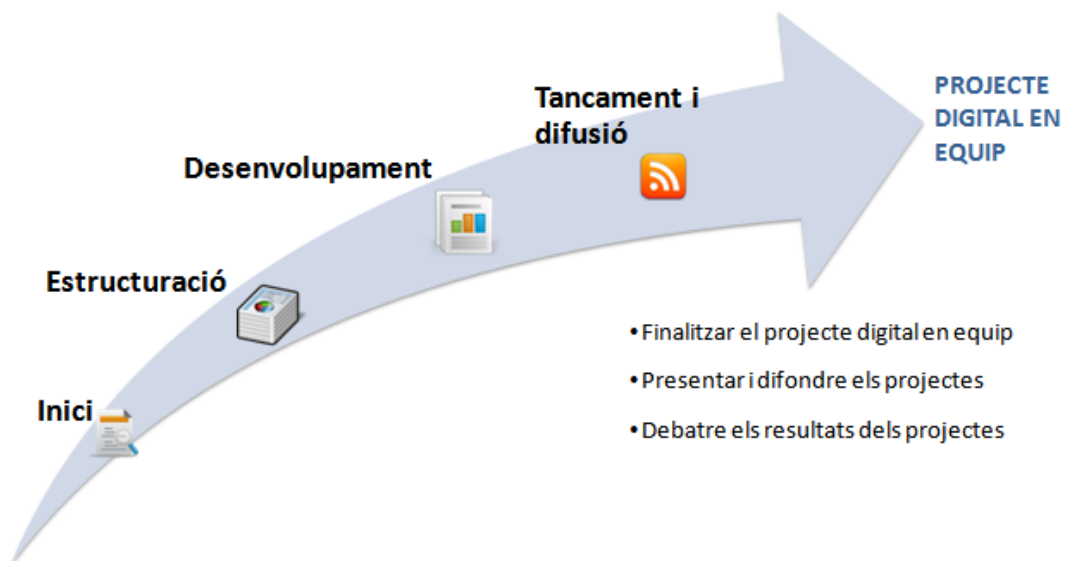 Tancament i
difusió
PROJECTE
DIGITAL EN
EQUIP
Desenvolupament
Estructuració
Inici
• Finalitzar el projecte digital en equip
• Presentar i difondre els projectes
• Debatre els resultats dels projectes